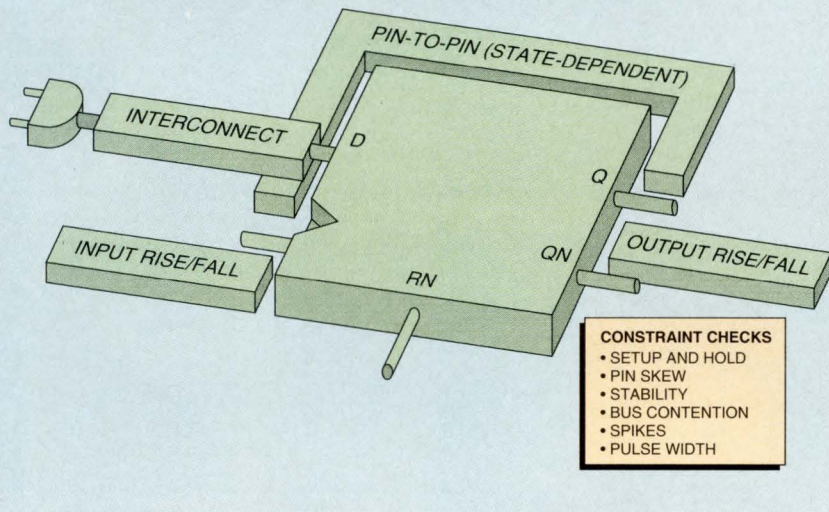 PIN-TO-PIN (STATE-DEPENDENT)
INTERCONNECT
D
Q
INPUT RISE/FALL
QN
OUTPUT RISE/FALL
RN
CONSTRAINT CHECKS
• SETUP AND HOLD
• PIN SKEW
• STABILITY
• BUS CONTENTION
• SPIKES
• PULSE WIDTH